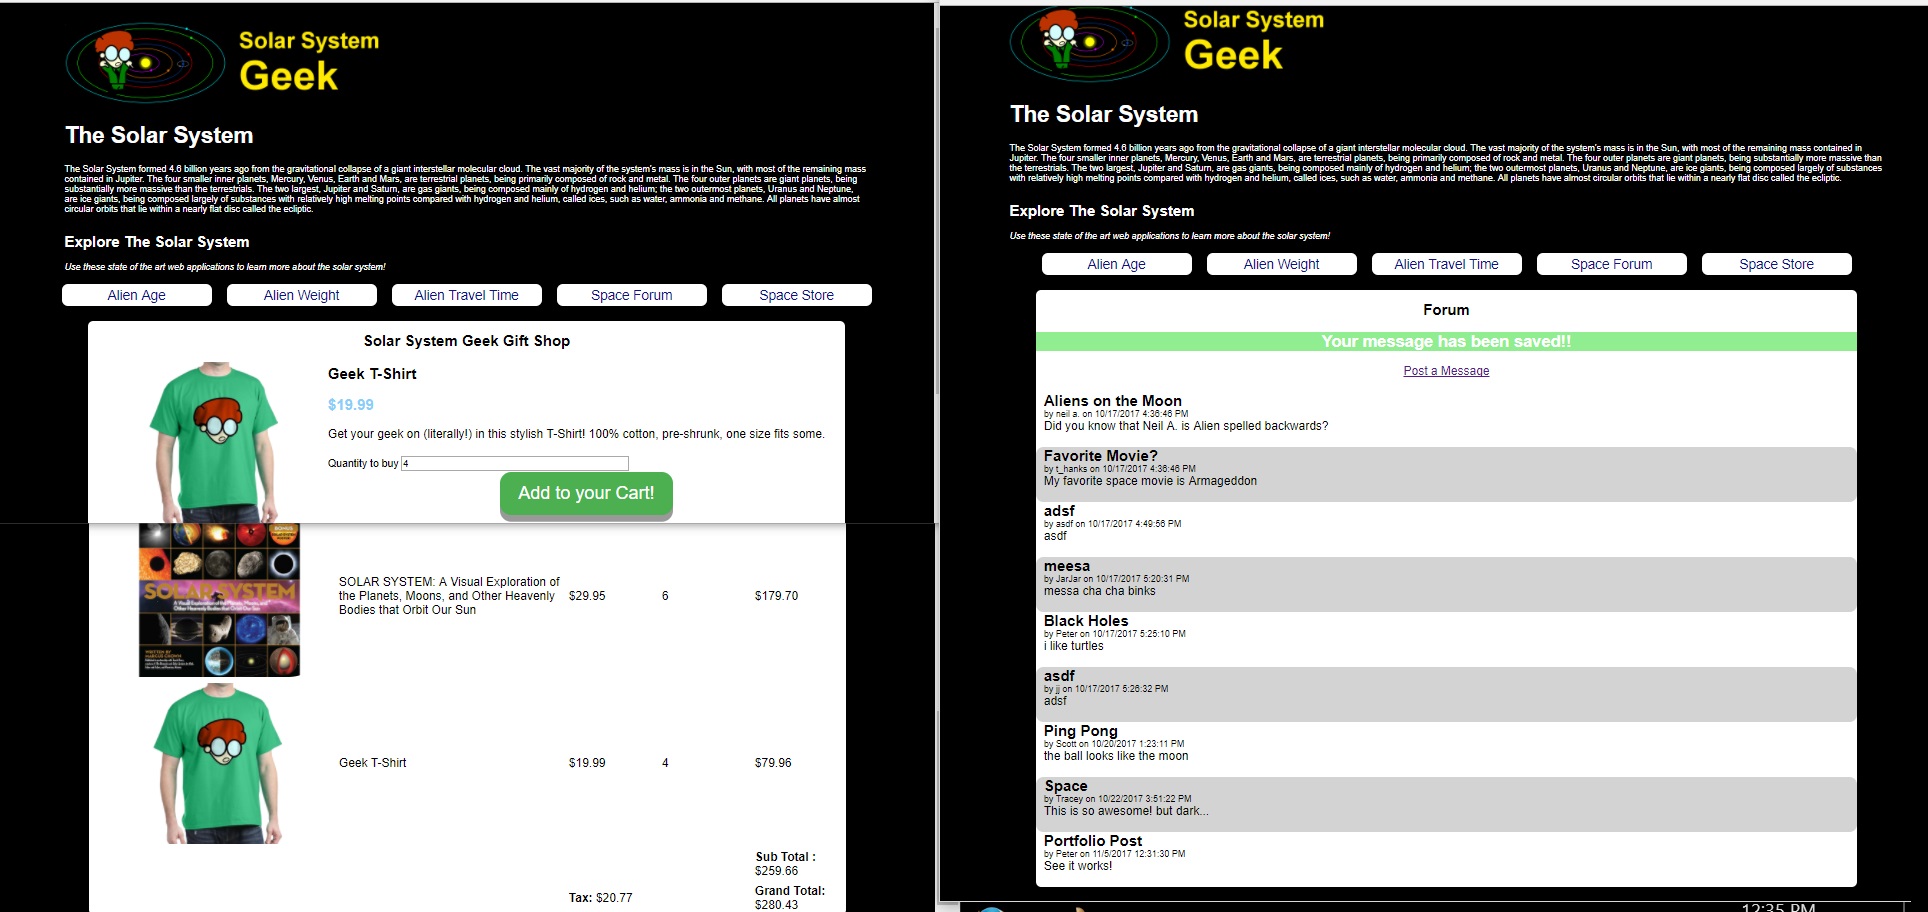 Solar System
Geek
The Solar System
The Solar System formed 4.6 billion years ago from the gravitational collapse of a giant interstellar molecular cloud. The vast majority of the system's mass is in the Sun, with most of the remaining mass
contained in Jupiter. The four smaller inner planets, Mercury, Venus, Earth and Mars, are terrestrial planets, being primarily composed of rock and metal. The four outer planets are giant planets, being
substantially more massive than the terrestrials. The two largest, Jupiter and Saturn, are gas giants, being composed mainly of hydrogen and helium; the two outermost planets, Uranus and Neptune,
are ice giants, being composed largely of substances with relatively high melting points compared with hydrogen and helium, called ices, such as water, ammonia and methane. All planets have almost
circular orbits that lie within a nearly flat disc called the ecliptic.
Explore The Solar System
Use these state of the art web applications to learn more about the solar system!
Alien Age Alien Weight Alien Travel Time Space Forum Space Store
Solar System Geek Gift Shop
Geek T-Shirt
$19.99
Get your geek on (literally!) in this stylish T-Shirt! 100% cotton, pre-shrunk, one size fits some.
Quantity to buy 4
Add to your Cart!
SOLAR SYSTEM
SOLAR SYSTEM: A Visual Exploration of
the Planets, Moons, and Other Heavenly $29.95 6 $179.70
Bodies that Orbit Our Sun
Geek T-Shirt $19.99 4 $79.96
Sub Total :
$259.66
Tax: $20.77
Grand Total:
$280.43
Solar System
Geek
The Solar System
The Solar System formed 4.6 billion years ago from the gravitational collapse of a giant interstellar molecular cloud. The vast majority of the system's mass is in the Sun, with most of the remaining mass contained in
Jupiter. The four smaller inner planets, Mercury, Venus, Earth and Mars, are terrestrial planets, being primarily composed of rock and metal. The four outer planets are giant planets, being substantially more massive than
the terrestrials. The two largest, Jupiter and Saturn, are gas giants, being composed mainly of hydrogen and helium; the two outermost planets, Uranus and Neptune, are ice giants, being composed largely of substances
with relatively high melting points compared with hydrogen and helium, called ices, such as water, ammonia and methane. All planets have almost circular orbits that lie within a nearly flat disc called the ecliptic.
Explore The Solar System
Use these state of the art web applications to learn more about the solar system!
Alien Age Alien Weight Alien Travel Time Space Forum Space Store
Forum
Your message has been saved!!
Post a Message
Aliens on the Moon
by neil a. on 10/17/2017 4:36:46 PM
Did you know that Neil A. is Alien spelled backwards?
Favorite Movie?
by t_hanks on 10/17/2017 4:36:46 PM
My favorite space movie is Armageddon
adsf
by asdf on 10/17/2017 4:49:56 PM
asdf
meesa
by JarJar on 10/17/2017 5:20:31 PM
messa cha cha binks
Black Holes
by Peter on 10/17/2017 5:25:10 PM
i like turtles
asdf
by jj on 10/17/2017 5:26:32 PM
adsf
Ping Pong
by Scott on 10/20/2017 1:23:11 PM
the ball looks like the moon
Space
by Tracey on 10/22/2017 3:51:22 PM
This is so awesome! but dark...
Portfolio Post
by Peter on 11/5/2017 12:31:30 PM
See it works!
12:35 PM